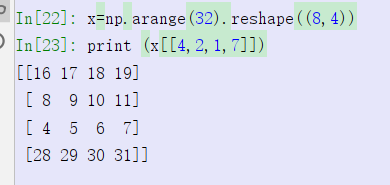 In[22]: x=np.arange(32).reshape((8,4))
In[23]: print (x[[4,2,1,7]])
[[16 17 18 19]
 [ 8  9 10 11]
 [ 4  5  6  7]
 [28 29 30 31]]